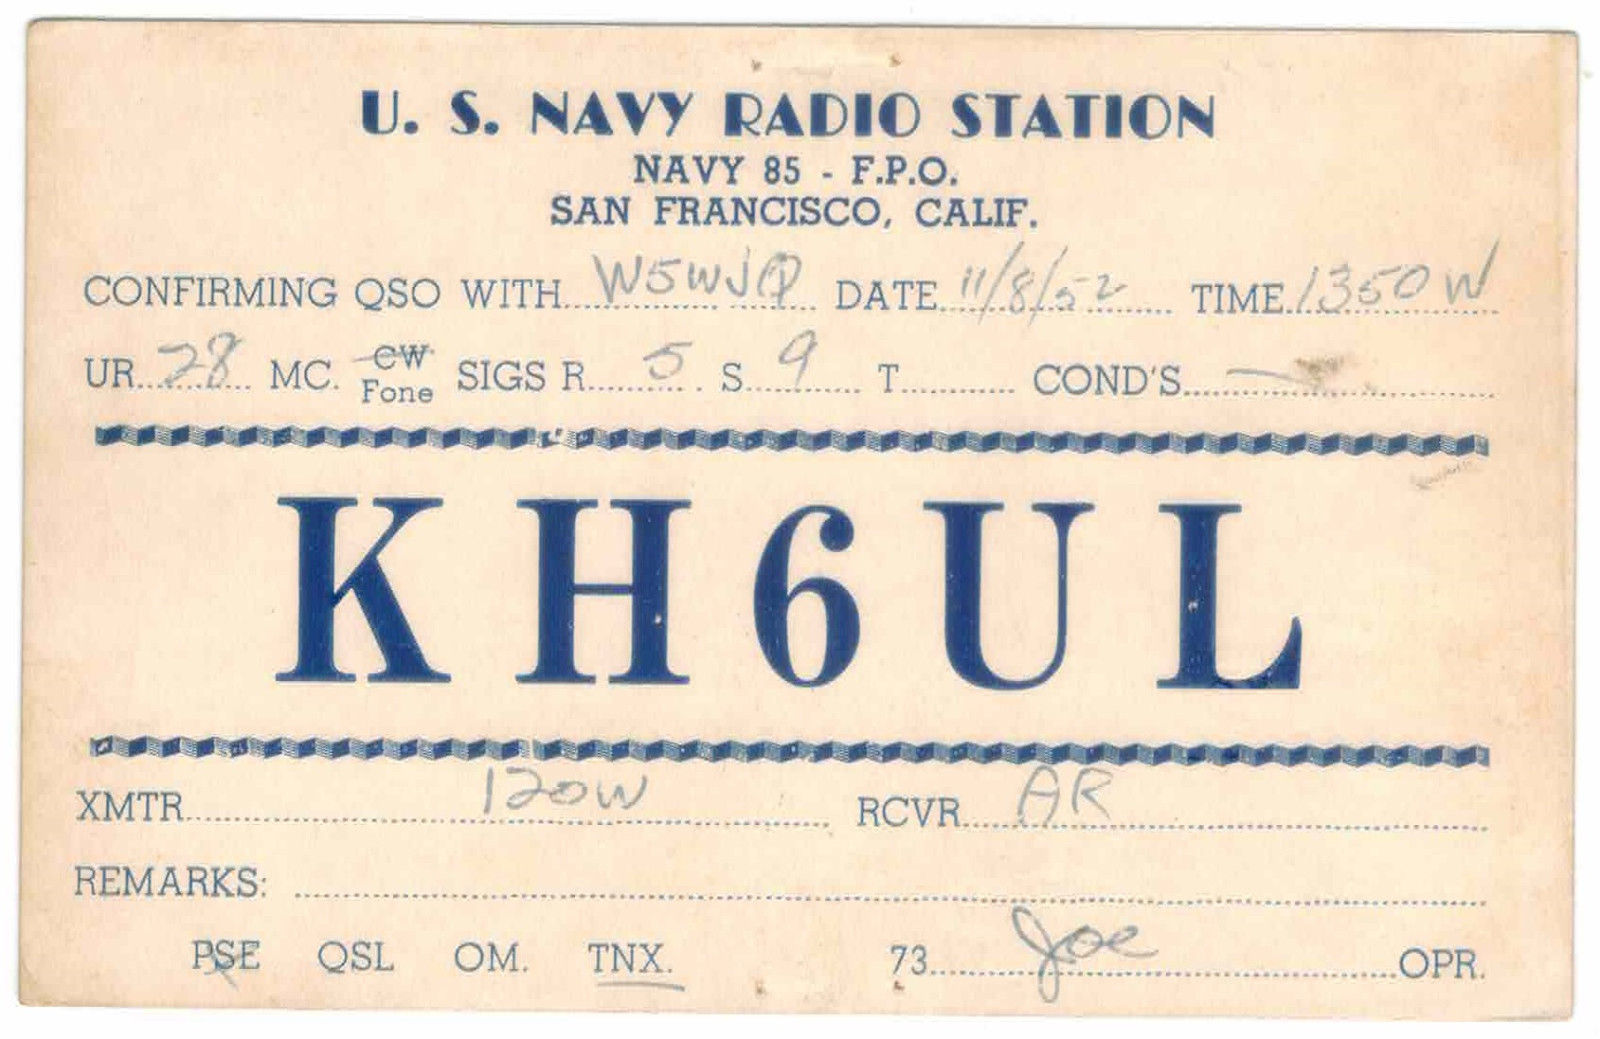 U. S. NAVY RADIO STATION
NAVY 85 - F.P.O.
SAN FRANCISCO, CALIF.
CONFIRMING QSO WITH W5WJQ DATE 11/8/52 TIME 1350 W
UR 28 MC. CW Fone SIGS R 5 S 9 T COND'S —
KH6UL
XMTR 120W RCVR AR
REMARKS:
PSE QSL OM. TNX. 73 Joe OPR.